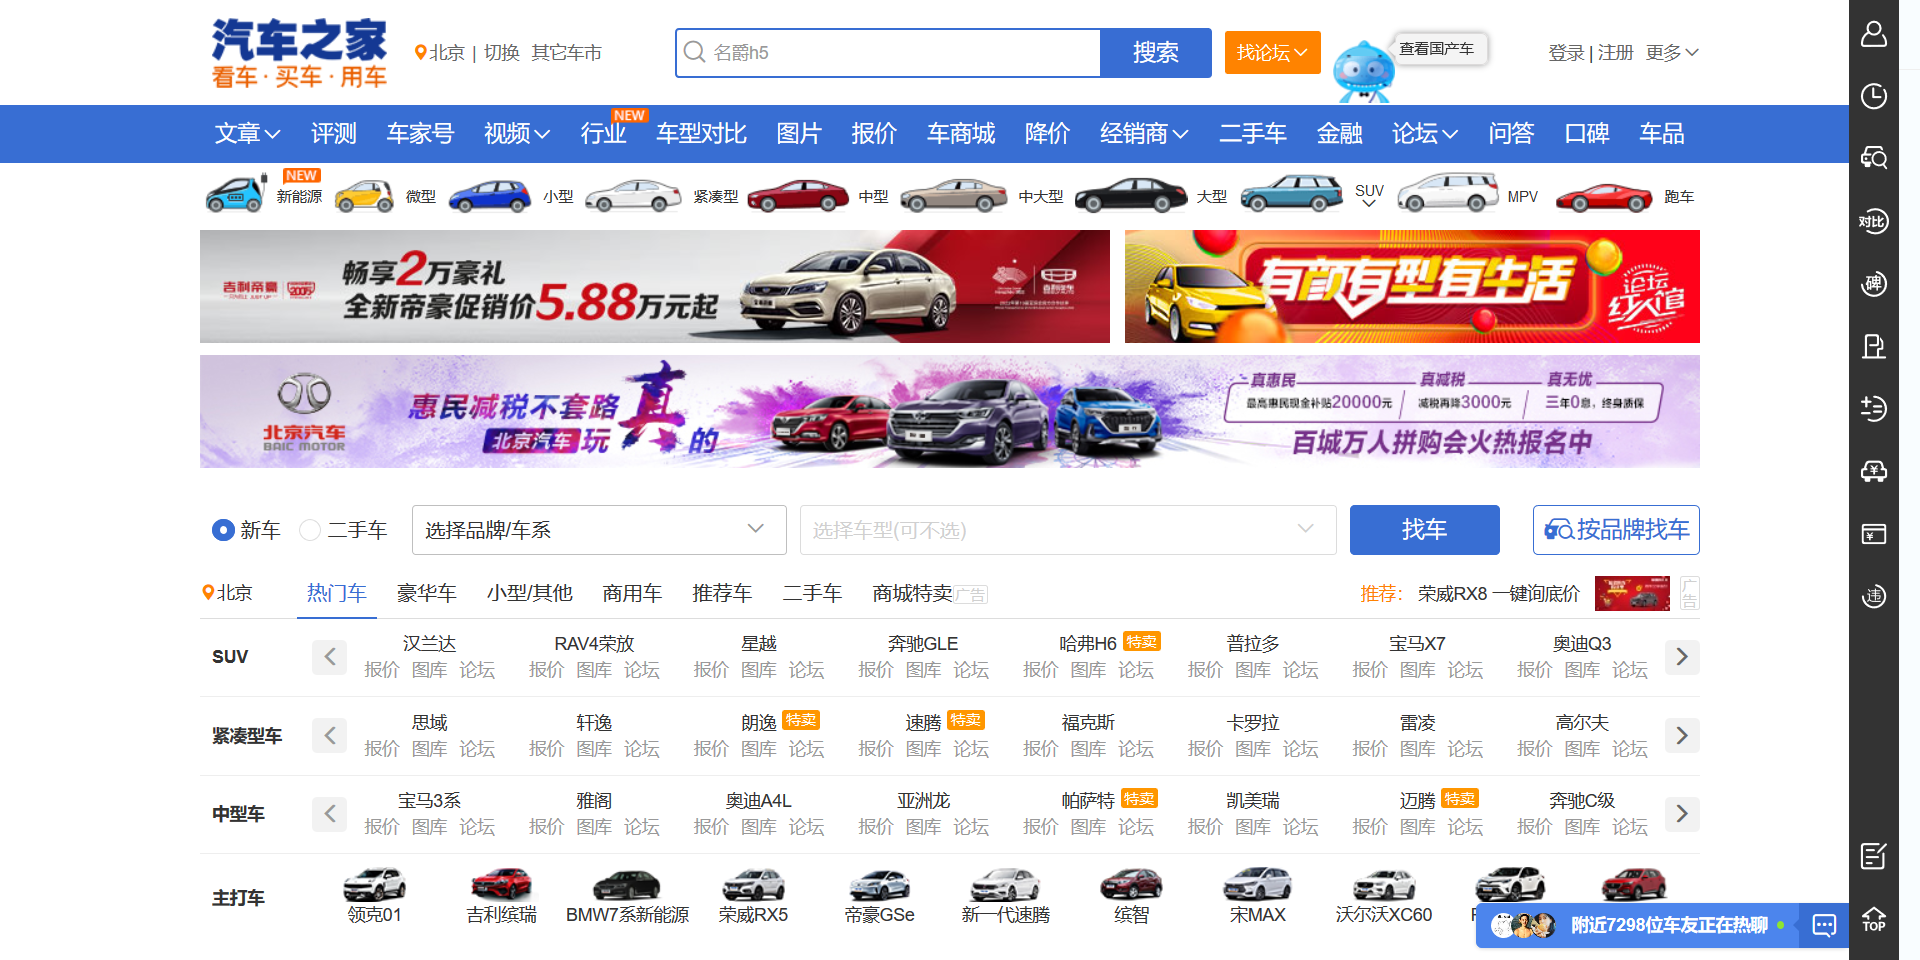 汽车之家
看车·买车·用车
北京 | 切换 其它车市
名爵h5
搜索
找论坛
查看国产车
登录 | 注册 更多
文章 评测 车家号 视频 行业 NEW 车型对比 图片 报价 车商城 降价 经销商 二手车 金融 论坛 问答 口碑 车品
NEW
新能源 微型 小型 紧凑型 中型 中大型 大型 SUV MPV 跑车
吉利帝豪
畅享2万豪礼
全新帝豪促销价5.88万元起
有颜有型有生活
论坛红人馆
北京汽车
BAIC MOTOR
惠民减税不套路 真
北京汽车玩 的
真惠民 真减税 真无忧
最高惠民现金补贴20000元 减税再降3000元 三年0息，终身质保
百城万人拼购会火热报名中
新车 二手车 选择品牌/车系 选择车型(可不选) 找车 按品牌找车
北京 热门车 豪华车 小型/其他 商用车 推荐车 二手车 商城特卖 广告 推荐： 荣威RX8 一键询底价 广告
SUV 汉兰达 RAV4荣放 星越 奔驰GLE 哈弗H6 特卖 普拉多 宝马X7 奥迪Q3
报价 图库 论坛 报价 图库 论坛 报价 图库 论坛 报价 图库 论坛 报价 图库 论坛 报价 图库 论坛 报价 图库 论坛 报价 图库 论坛
紧凑型车 思域 轩逸 朗逸 特卖 速腾 特卖 福克斯 卡罗拉 雷凌 高尔夫
报价 图库 论坛 报价 图库 论坛 报价 图库 论坛 报价 图库 论坛 报价 图库 论坛 报价 图库 论坛 报价 图库 论坛 报价 图库 论坛
中型车 宝马3系 雅阁 奥迪A4L 亚洲龙 帕萨特 特卖 凯美瑞 迈腾 特卖 奔驰C级
报价 图库 论坛 报价 图库 论坛 报价 图库 论坛 报价 图库 论坛 报价 图库 论坛 报价 图库 论坛 报价 图库 论坛 报价 图库 论坛
主打车 领克01 吉利缤瑞 BMW7系新能源 荣威RX5 帝豪GSe 新一代速腾 缤智 宋MAX 沃尔沃XC60
附近7298位车友正在热聊
对比
碑
违
TOP